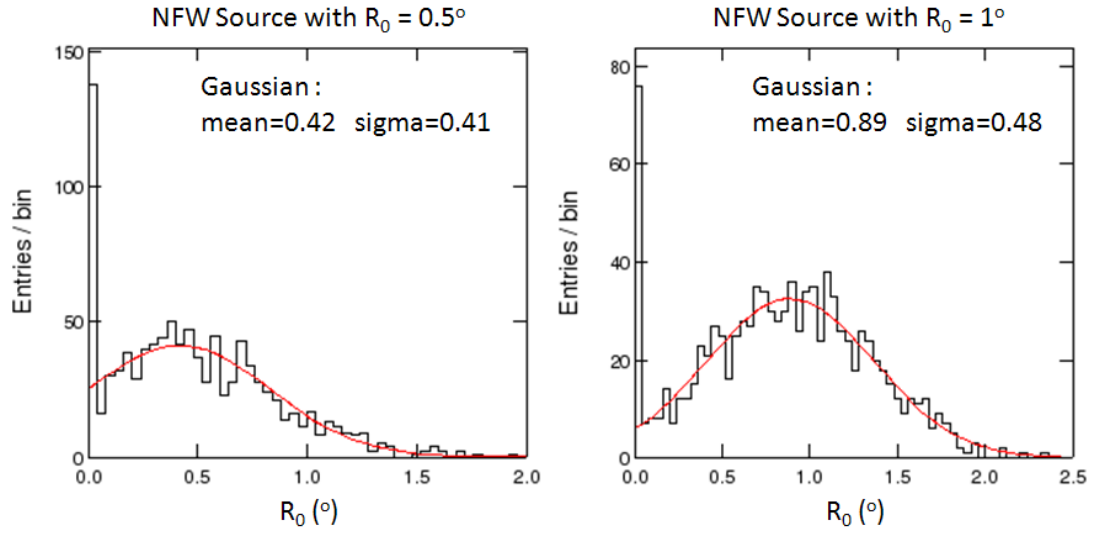 NFW Source with R₀ = 0.5°
150
100
50
0
Entries / bin
Gaussian :
mean=0.42 sigma=0.41
0.0 0.5 1.0 1.5 2.0
R₀ (°)
NFW Source with R₀ = 1°
80
60
40
20
0
Entries / bin
Gaussian :
mean=0.89 sigma=0.48
0.0 0.5 1.0 1.5 2.0 2.5
R₀ (°)